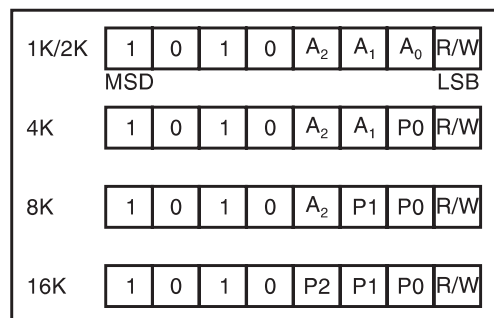 1K/2K 1 0 1 0 A₂ A₁ A₀ R/W
MSD LSB
4K 1 0 1 0 A₂ A₁ P0 R/W
8K 1 0 1 0 A₂ P1 P0 R/W
16K 1 0 1 0 P2 P1 P0 R/W